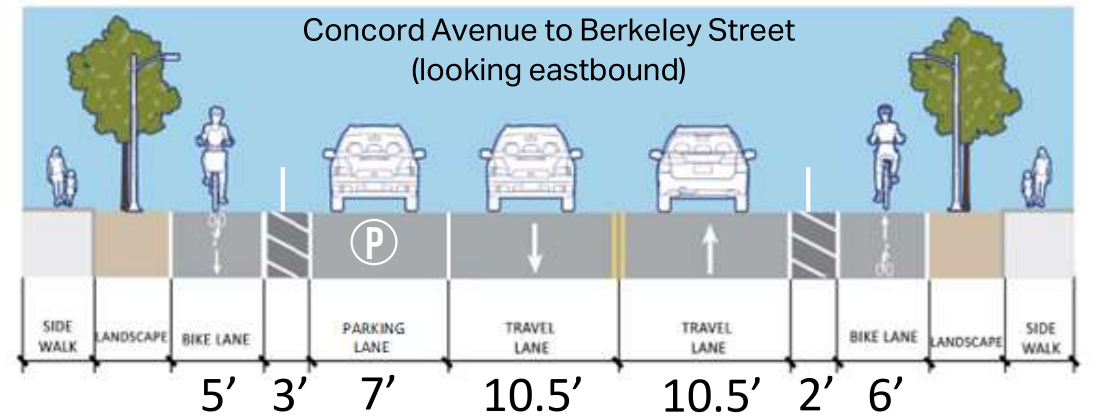 Concord Avenue to Berkeley Street
(looking eastbound)
P
SIDE
WALK
LANDSCAPE
BIKE LANE
PARKING
LANE
TRAVEL
LANE
TRAVEL
LANE
BIKE LANE
LANDSCAPE
SIDE
WALK
5’ 3’ 7’ 10.5’ 10.5’ 2’ 6’